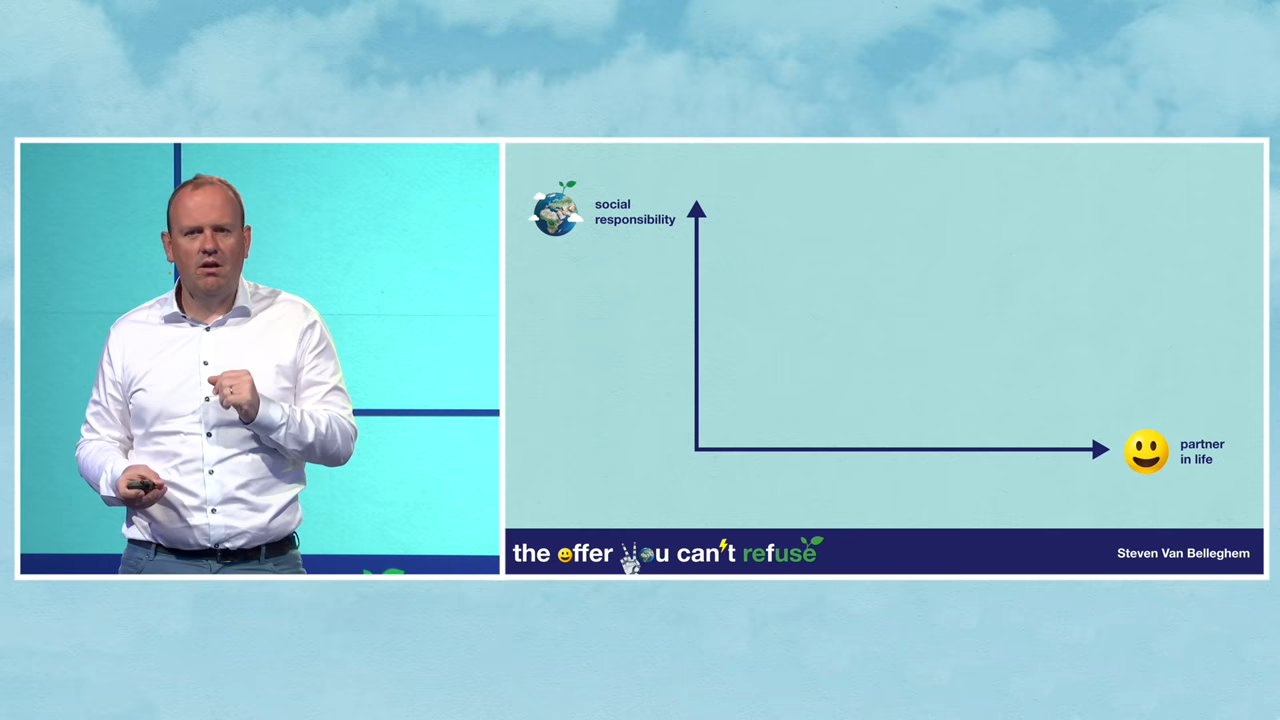 social
responsibility
partner
in life
the offer you can't refuse
Steven Van Belleghem